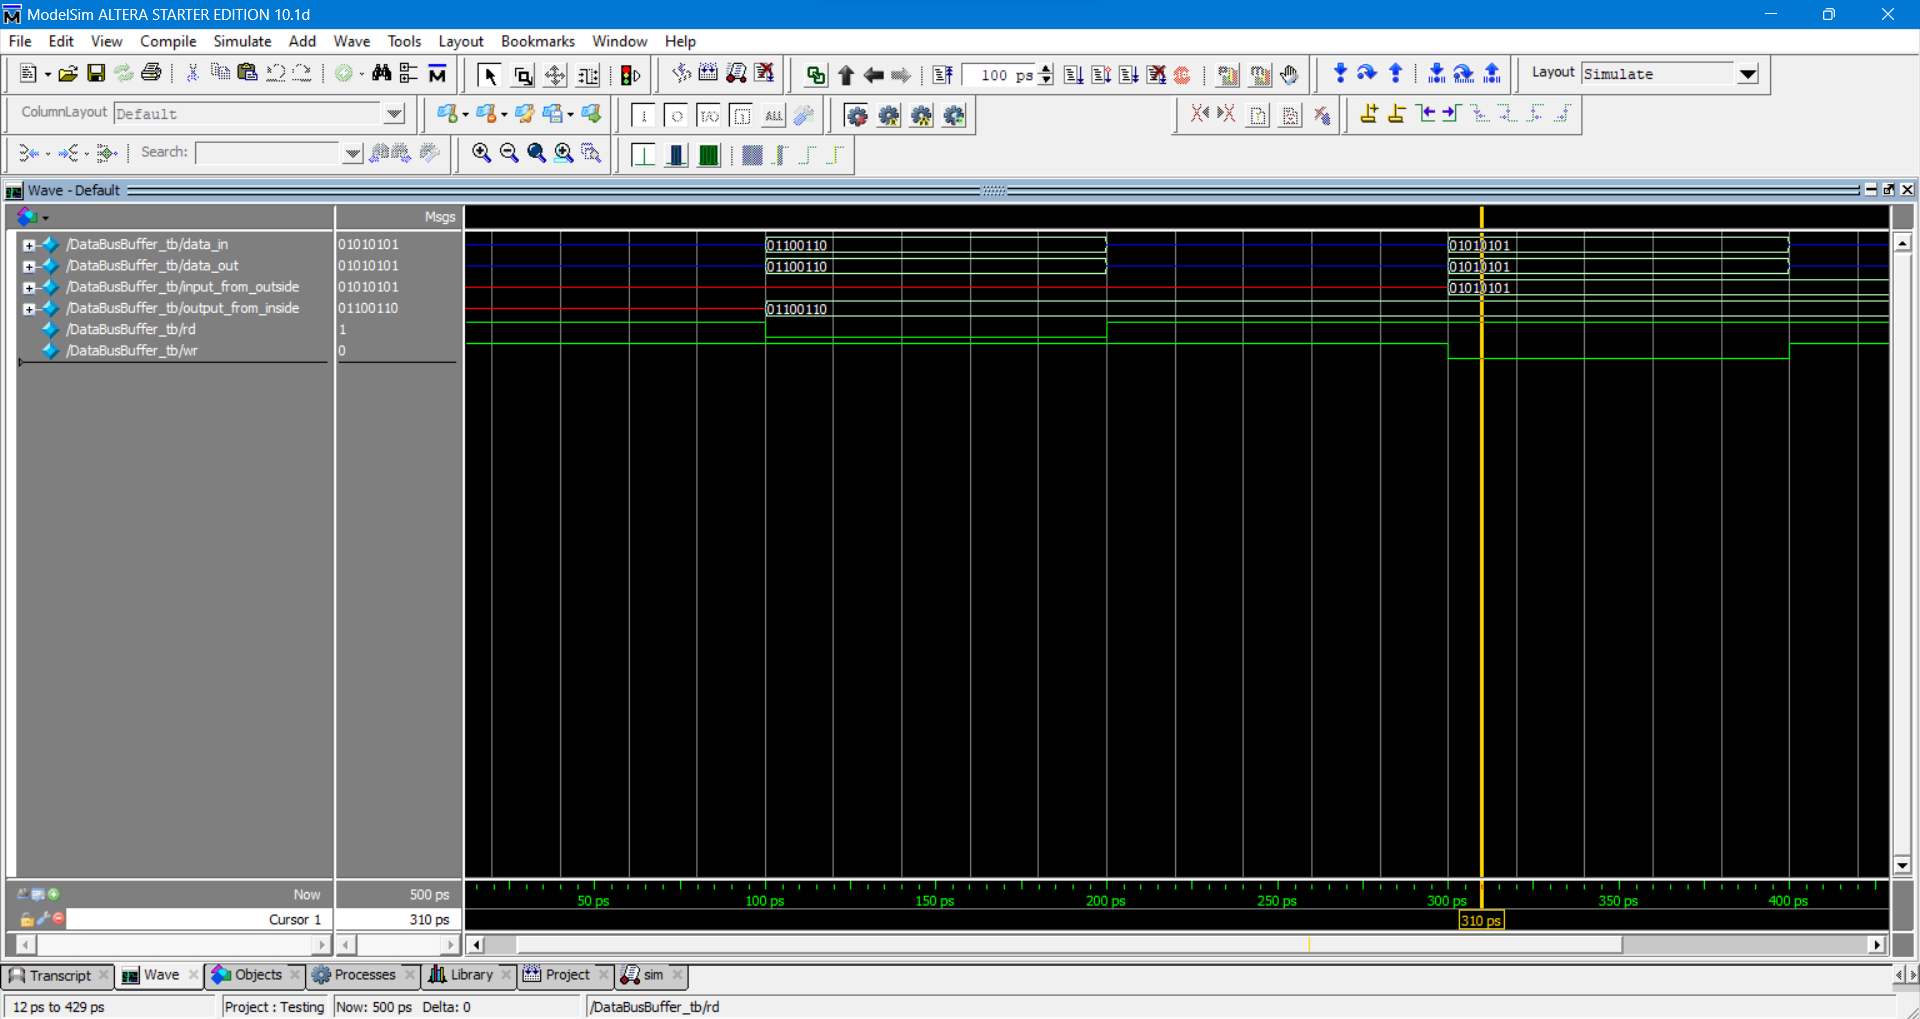 ModelSim ALTERA STARTER EDITION 10.1d
File Edit View Compile Simulate Add Wave Tools Layout Bookmarks Window Help
100 ps
Layout Simulate
ColumnLayout Default
I/O ALL
Search:
Wave - Default
Msgs
/DataBusBuffer_tb/data_in 01010101 01100110 01010101
/DataBusBuffer_tb/data_out 01010101 01100110 01010101
/DataBusBuffer_tb/input_from_outside 01010101 01010101
/DataBusBuffer_tb/output_from_inside 01100110 01100110
/DataBusBuffer_tb/rd 1
/DataBusBuffer_tb/wr 0
Now 500 ps
50 ps 100 ps 150 ps 200 ps 250 ps 300 ps 350 ps 400 ps
Cursor 1 310 ps 310 ps
Transcript Wave Objects Processes Library Project sim
12 ps to 429 ps Project : Testing Now: 500 ps Delta: 0 /DataBusBuffer_tb/rd